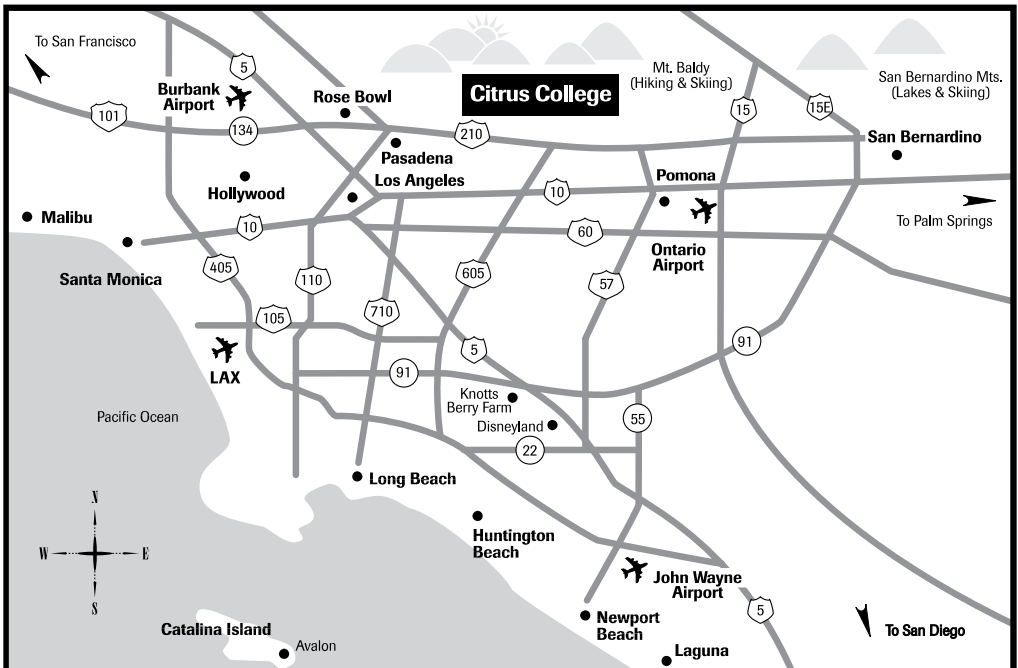 To San Francisco
5
Burbank
Airport
Rose Bowl
Citrus College
Mt. Baldy
(Hiking & Skiing)
San Bernardino Mts.
(Lakes & Skiing)
101
134
210
15
15E
San Bernardino
Pasadena
Los Angeles
Hollywood
10
Pomona
Malibu
10
60
To Palm Springs
Santa Monica
405
110
605
57
Ontario
Airport
105
710
LAX
5
91
91
Knotts
Berry Farm
Disneyland
55
Pacific Ocean
22
Long Beach
N
W
E
S
Huntington
Beach
John Wayne
Airport
5
Newport
Beach
To San Diego
Catalina Island
Avalon
Laguna